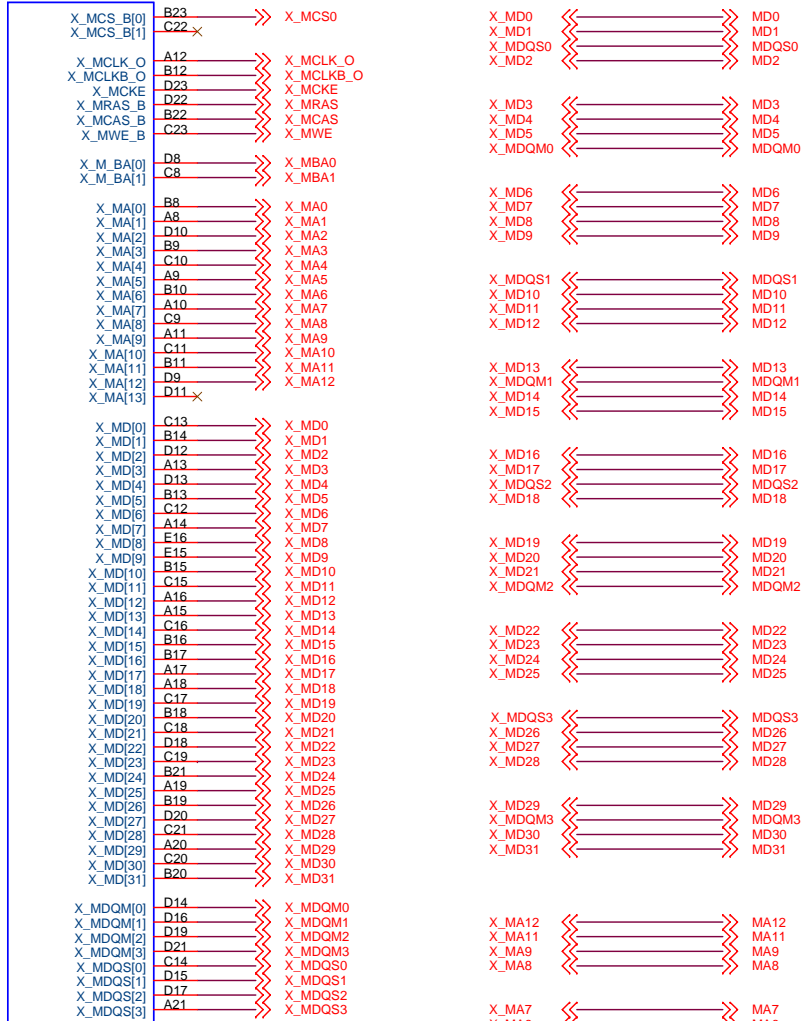 X_MCS_B[0] B23 X_MCS0
X_MCS_B[1] C22
X_MCLK_O A12 X_MCLK_O
X_MCLKB_O B12 X_MCLKB_O
X_MCKE D23 X_MCKE
X_MRAS_B D22 X_MRAS
X_MCAS_B B22 X_MCAS
X_MWE_B C23 X_MWE
X_M_BA[0] D8 X_MBA0
X_M_BA[1] C8 X_MBA1
X_MA[0] B8 X_MA0
X_MA[1] A8 X_MA1
X_MA[2] D10 X_MA2
X_MA[3] B9 X_MA3
X_MA[4] C10 X_MA4
X_MA[5] A9 X_MA5
X_MA[6] B10 X_MA6
X_MA[7] A10 X_MA7
X_MA[8] C9 X_MA8
X_MA[9] A11 X_MA9
X_MA[10] C11 X_MA10
X_MA[11] B11 X_MA11
X_MA[12] D9 X_MA12
X_MA[13] D11
X_MD[0] C13 X_MD0
X_MD[1] B14 X_MD1
X_MD[2] D12 X_MD2
X_MD[3] A13 X_MD3
X_MD[4] D13 X_MD4
X_MD[5] B13 X_MD5
X_MD[6] C12 X_MD6
X_MD[7] A14 X_MD7
X_MD[8] E16 X_MD8
X_MD[9] E15 X_MD9
X_MD[10] B15 X_MD10
X_MD[11] C15 X_MD11
X_MD[12] A16 X_MD12
X_MD[13] A15 X_MD13
X_MD[14] C16 X_MD14
X_MD[15] B16 X_MD15
X_MD[16] B17 X_MD16
X_MD[17] A17 X_MD17
X_MD[18] A18 X_MD18
X_MD[19] C17 X_MD19
X_MD[20] B18 X_MD20
X_MD[21] C18 X_MD21
X_MD[22] D18 X_MD22
X_MD[23] C19 X_MD23
X_MD[24] B21 X_MD24
X_MD[25] A19 X_MD25
X_MD[26] B19 X_MD26
X_MD[27] D20 X_MD27
X_MD[28] C21 X_MD28
X_MD[29] A20 X_MD29
X_MD[30] C20 X_MD30
X_MD[31] B20 X_MD31
X_MDQM[0] D14 X_MDQM0
X_MDQM[1] D16 X_MDQM1
X_MDQM[2] D19 X_MDQM2
X_MDQM[3] D21 X_MDQM3
X_MDQS[0] C14 X_MDQS0
X_MDQS[1] D15 X_MDQS1
X_MDQS[2] D17 X_MDQS2
X_MDQS[3] A21 X_MDQS3
X_MD0 MD0
X_MD1 MD1
X_MDQS0 MDQS0
X_MD2 MD2
X_MD3 MD3
X_MD4 MD4
X_MD5 MD5
X_MDQM0 MDQM0
X_MD6 MD6
X_MD7 MD7
X_MD8 MD8
X_MD9 MD9
X_MDQS1 MDQS1
X_MD10 MD10
X_MD11 MD11
X_MD12 MD12
X_MD13 MD13
X_MDQM1 MDQM1
X_MD14 MD14
X_MD15 MD15
X_MD16 MD16
X_MD17 MD17
X_MDQS2 MDQS2
X_MD18 MD18
X_MD19 MD19
X_MD20 MD20
X_MD21 MD21
X_MDQM2 MDQM2
X_MD22 MD22
X_MD23 MD23
X_MD24 MD24
X_MD25 MD25
X_MDQS3 MDQS3
X_MD26 MD26
X_MD27 MD27
X_MD28 MD28
X_MD29 MD29
X_MDQM3 MDQM3
X_MD30 MD30
X_MD31 MD31
X_MA12 MA12
X_MA11 MA11
X_MA9 MA9
X_MA8 MA8
X_MA7 MA7